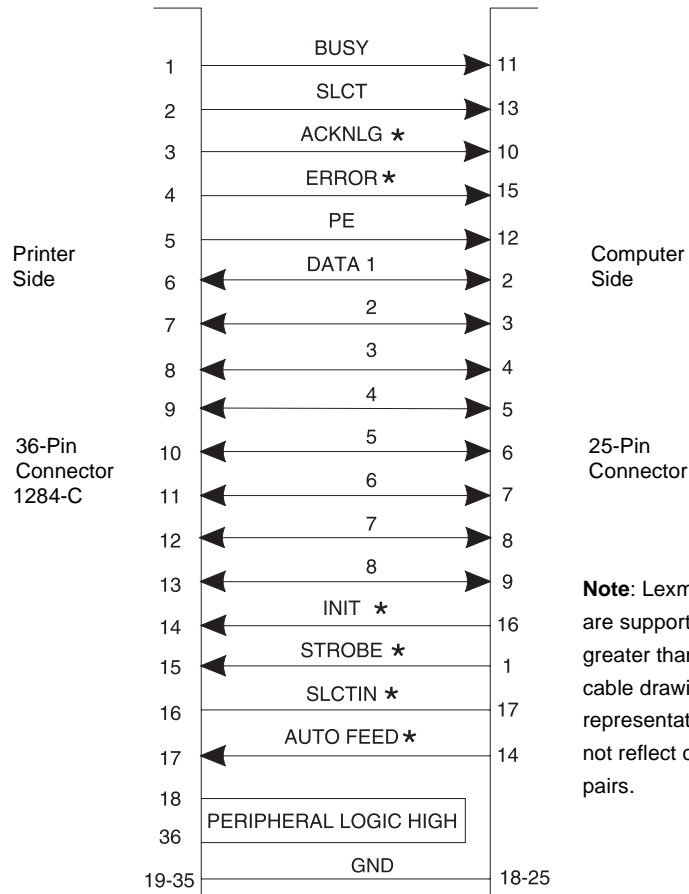 BUSY
1 11
SLCT
2 13
ACKNLG *
3 10
ERROR *
4 15
PE
5 12
Printer
Side
Computer
Side
DATA 1
6 2
2
7 3
3
8 4
4
9 5
36-Pin
Connector
1284-C
25-Pin
Connector
5
10 6
6
11 7
7
12 8
8
13 9
INIT *
14 16
STROBE *
15 1
SLCTIN *
16 17
AUTO FEED *
17 14
Note: Lexm
are support
greater than
cable drawi
representat
not reflect c
pairs.
18
PERIPHERAL LOGIC HIGH
36
GND
19-35 18-25